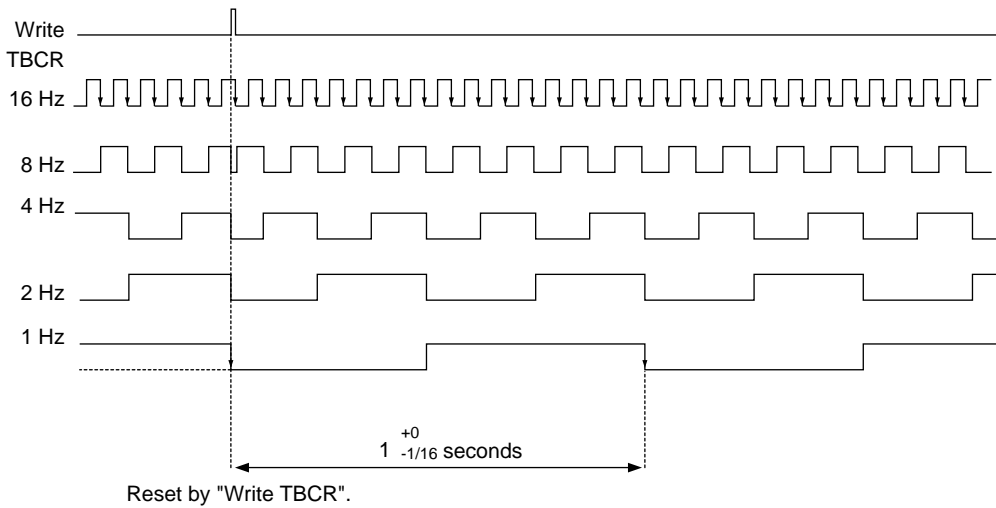 Write
TBCR
16 Hz
8 Hz
4 Hz
2 Hz
1 Hz
1 +0 -1/16 seconds
Reset by "Write TBCR".